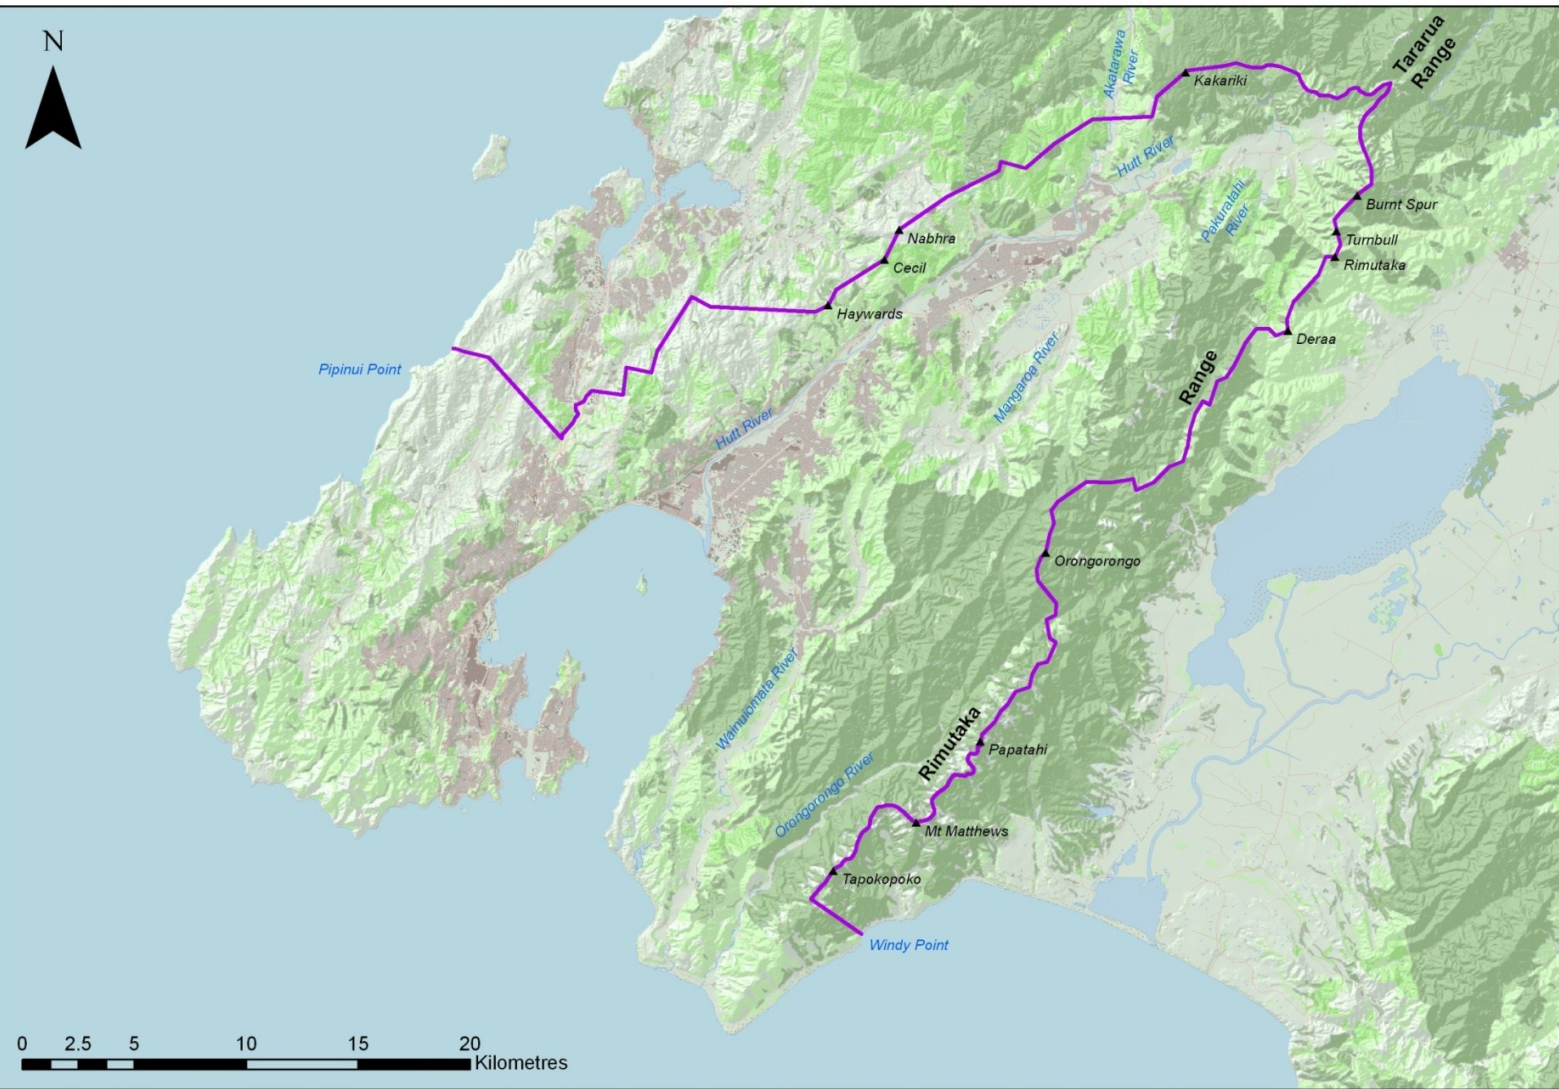 N
Tararua
Range
Akatarawa
River
Kakariki
Hutt River
Pakuratahi
River
Burnt Spur
Nabhra
Turnbull
Cecil
Rimutaka
Haywards
Deraa
Pipinui Point
Mangaroa River
Range
Hutt River
Orongorongo
Wainuiomata River
Rimutaka
Papatahi
Orongorongo River
Mt Matthews
Tapokopoko
Windy Point
0 2.5 5 10 15 20
Kilometres